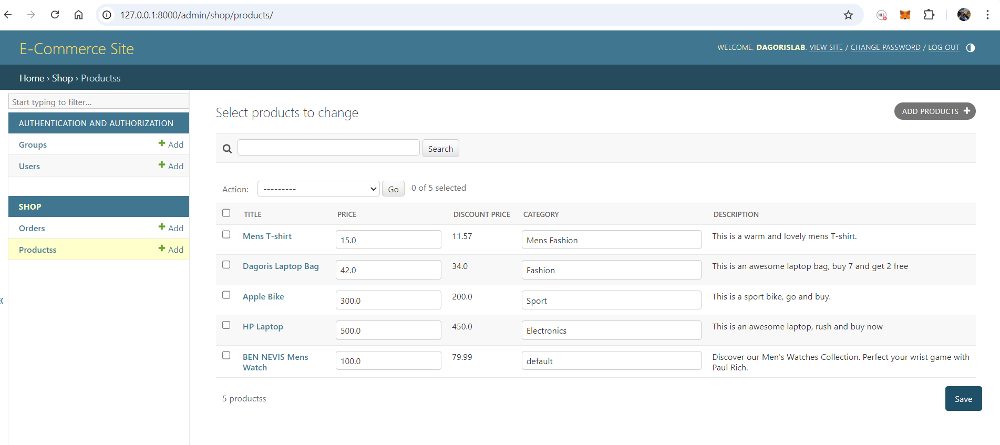 127.0.0.1:8000/admin/shop/products/
HLS
E-Commerce Site
WELCOME, DAGORISLAB. VIEW SITE / CHANGE PASSWORD / LOG OUT
Home › Shop › Productss
Start typing to filter...
AUTHENTICATION AND AUTHORIZATION
Groups + Add
Users + Add
SHOP
Orders + Add
Productss + Add
«
Select products to change
ADD PRODUCTS +
Search
Action: --------- Go 0 of 5 selected
TITLE PRICE DISCOUNT PRICE CATEGORY DESCRIPTION
Mens T-shirt 15.0 11.57 Mens Fashion This is a warm and lovely mens T-shirt.
Dagoris Laptop Bag 42.0 34.0 Fashion This is an awesome laptop bag, buy 7 and get 2 free
Apple Bike 300.0 200.0 Sport This is a sport bike, go and buy.
HP Laptop 500.0 450.0 Electronics This is an awesome laptop, rush and buy now
BEN NEVIS Mens 100.0 79.99 default Discover our Men's Watches Collection. Perfect your wrist game with
Watch Paul Rich.
5 productss
Save